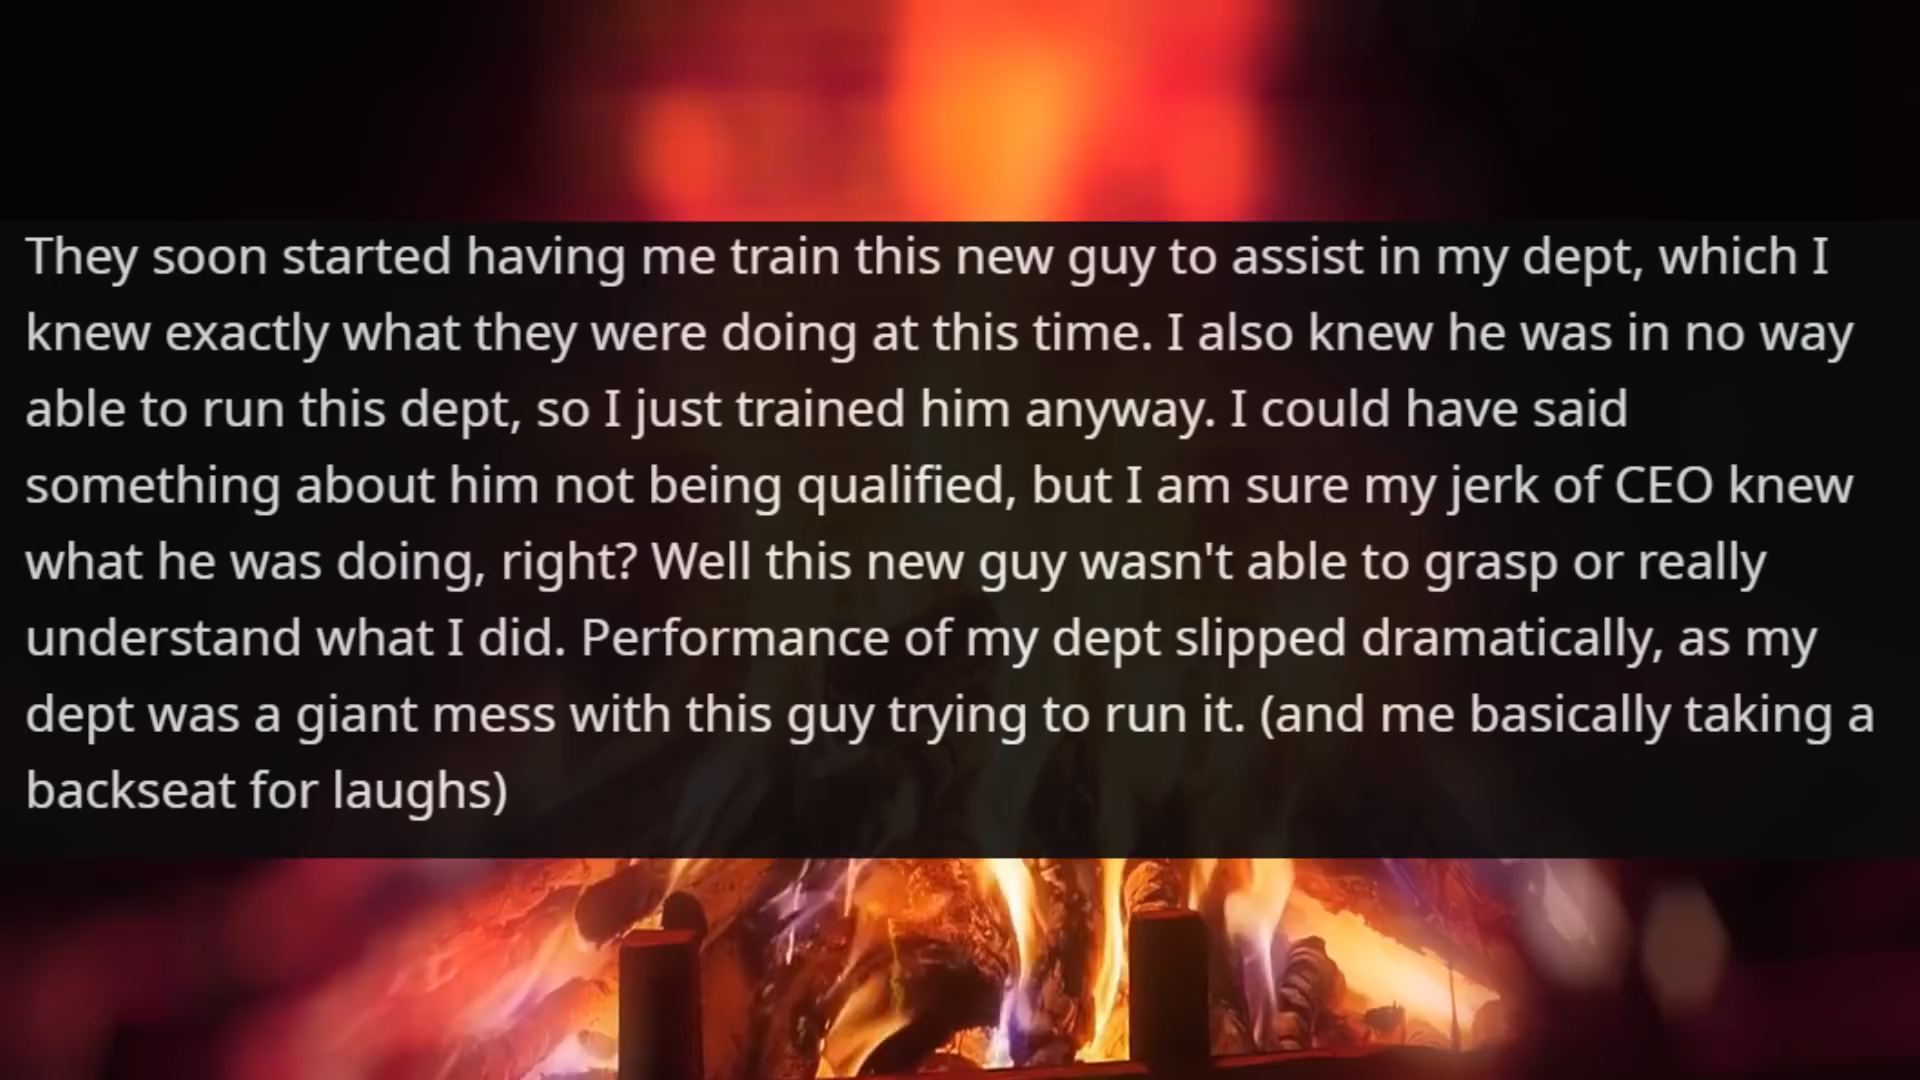 They soon started having me train this new guy to assist in my dept, which I
knew exactly what they were doing at this time. I also knew he was in no way
able to run this dept, so I just trained him anyway. I could have said
something about him not being qualified, but I am sure my jerk of CEO knew
what he was doing, right? Well this new guy wasn't able to grasp or really
understand what I did. Performance of my dept slipped dramatically, as my
dept was a giant mess with this guy trying to run it. (and me basically taking a
backseat for laughs)